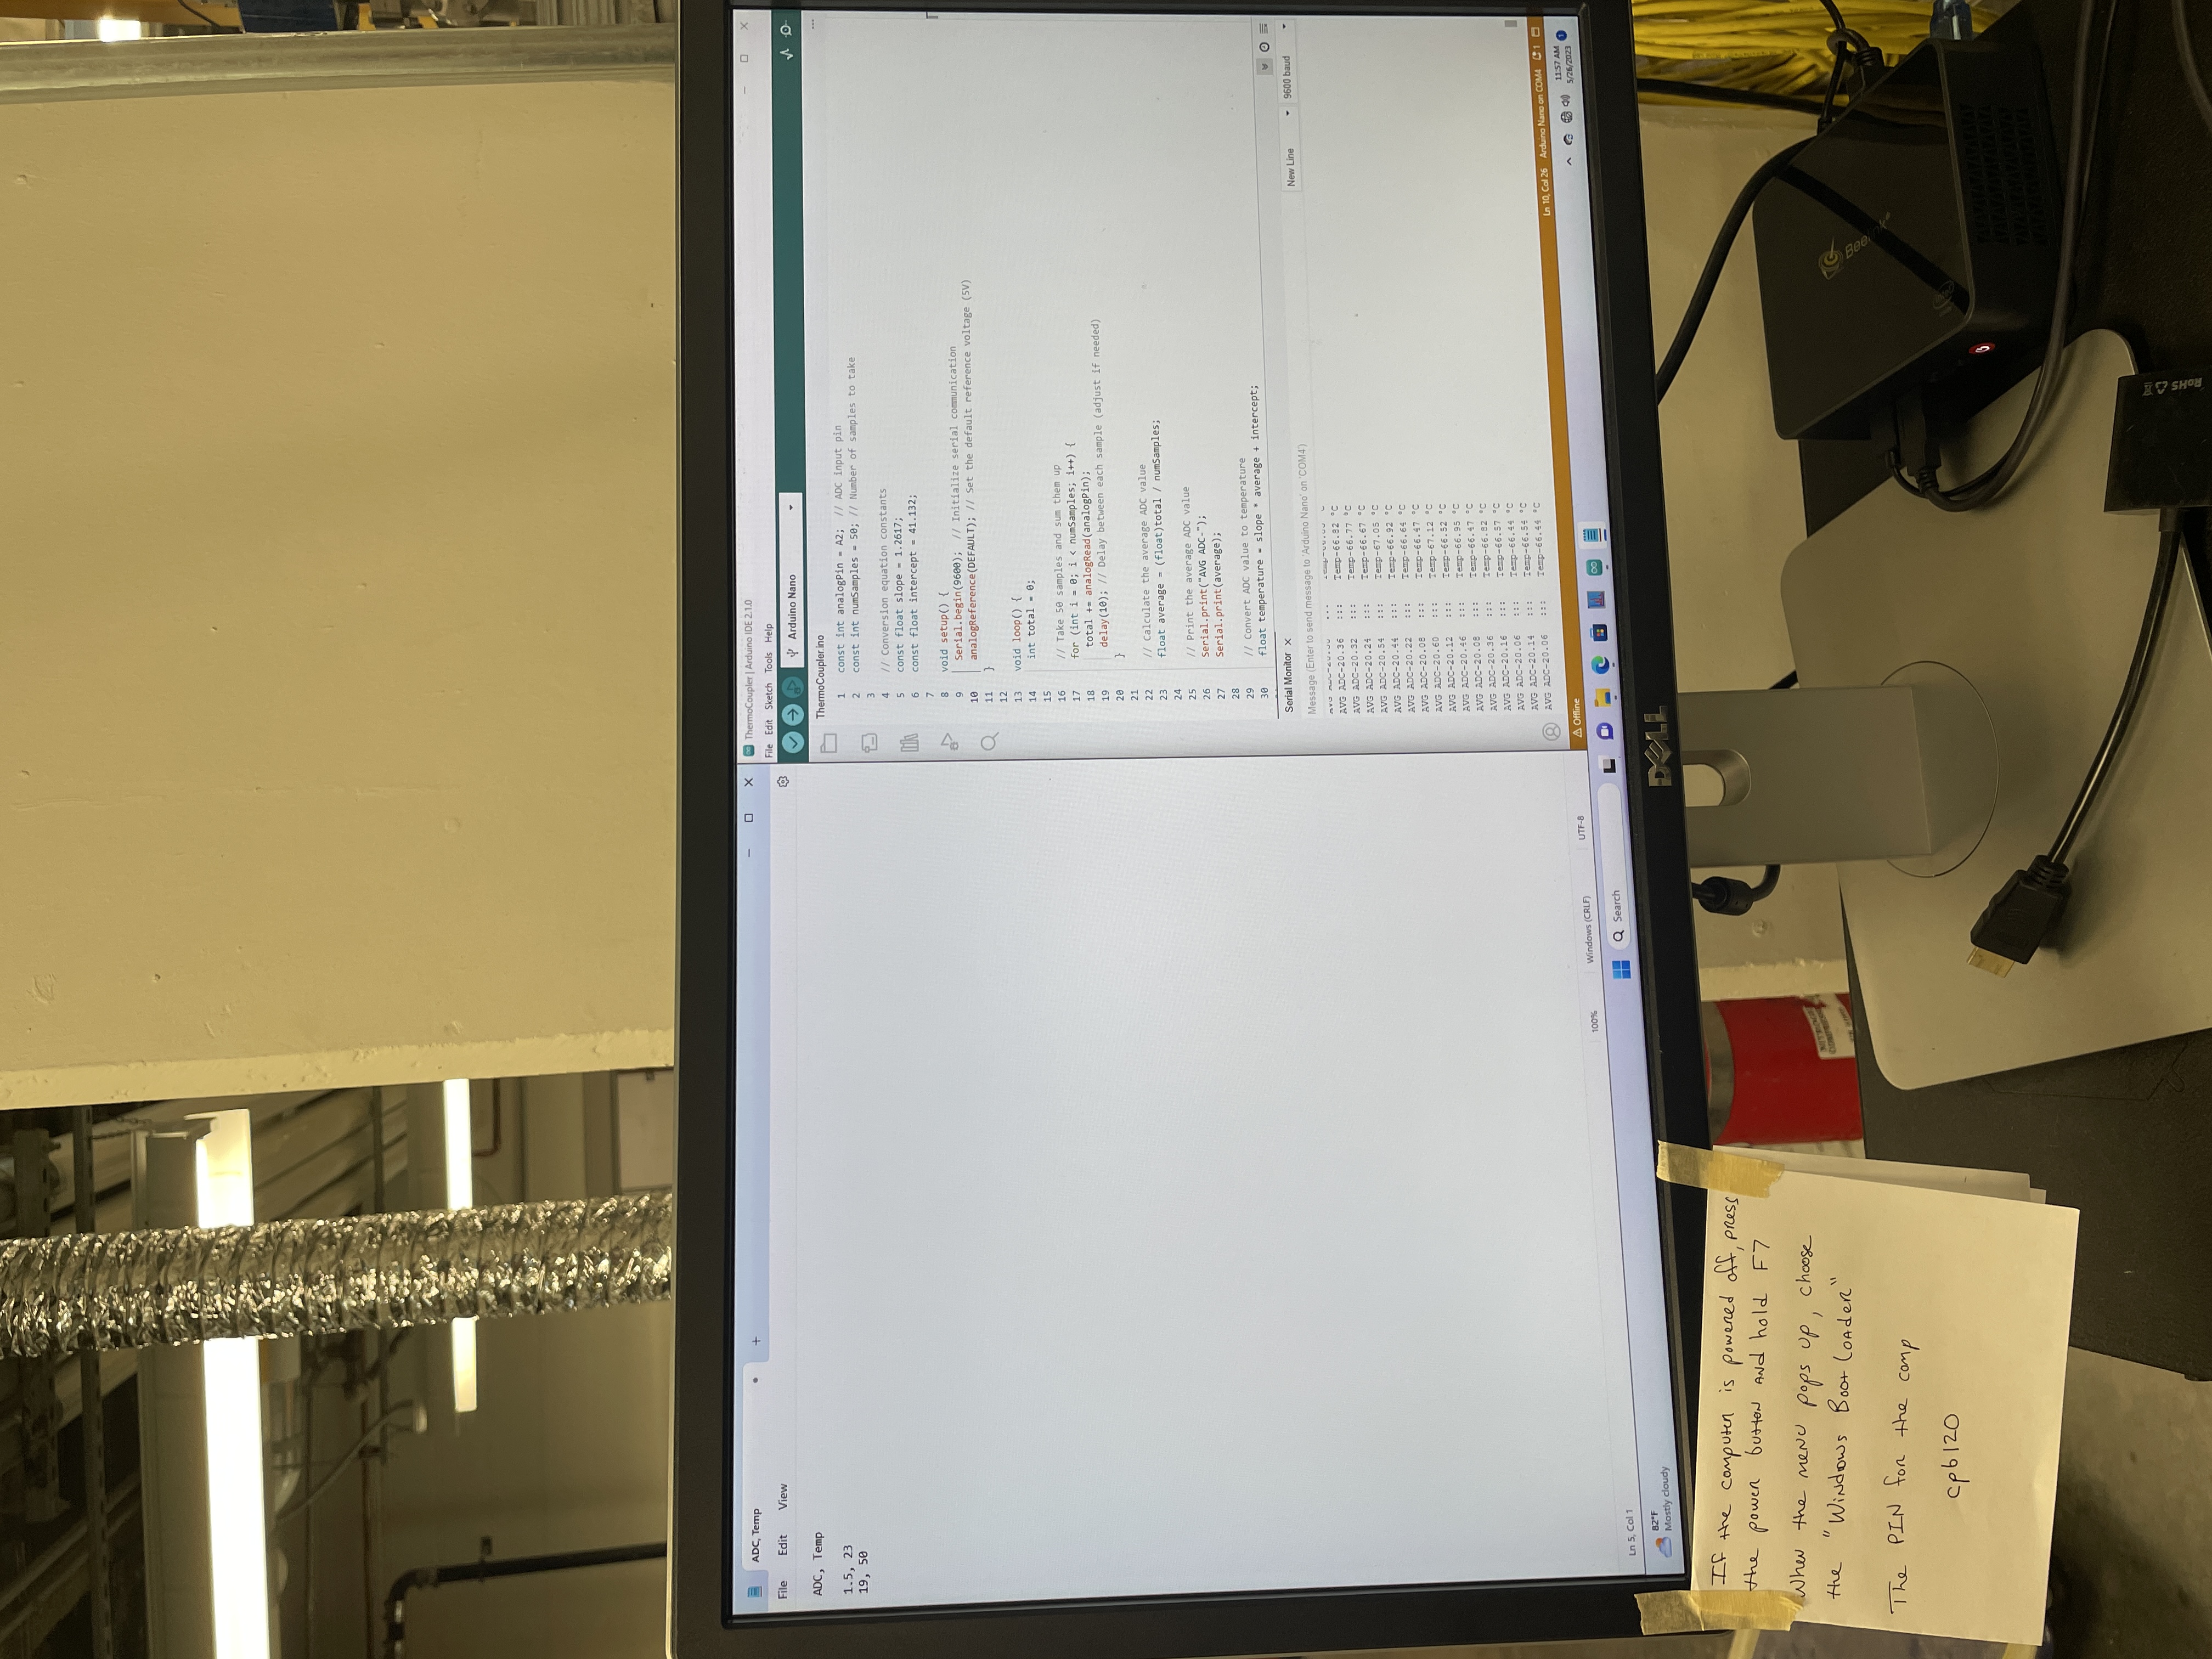 ADC, Temp
File Edit View
ADC, Temp
1.5, 23
19, 50
Ln 5, Col 1
100%
Windows (CRLF)
UTF-8
ThermoCoupler | Arduino IDE 2.1.0
File Edit Sketch Tools Help
Arduino Nano
ThermoCoupler.ino
1 const int analogPin = A2; // ADC input pin
2 const int numSamples = 50; // Number of samples to take
3
4 // Conversion equation constants
5 const float slope = 1.2617;
6 const float intercept = 41.132;
7
8 void setup() {
9 Serial.begin(9600); // Initialize serial communication
10 analogReference(DEFAULT); // Set the default reference voltage (5V)
11 }
12
13 void loop() {
14 int total = 0;
15
16 // Take 50 samples and sum them up
17 for (int i = 0; i < numSamples; i++) {
18 total += analogRead(analogPin);
19 delay(10); // Delay between each sample (adjust if needed)
20 }
21
22 // Calculate the average ADC value
23 float average = (float)total / numSamples;
24
25 // Print the average ADC value
26 Serial.print("AVG ADC-");
27 Serial.print(average);
28
29 // Convert ADC value to temperature
30 float temperature = slope * average + intercept;
Serial Monitor
Message (Enter to send message to 'Arduino Nano' on 'COM4')
New Line
9600 baud
AVG ADC-20.36 ::: Temp-66.82 °C
AVG ADC-20.32 ::: Temp-66.77 °C
AVG ADC-20.24 ::: Temp-66.67 °C
AVG ADC-20.54 ::: Temp-67.05 °C
AVG ADC-20.44 ::: Temp-66.92 °C
AVG ADC-20.22 ::: Temp-66.64 °C
AVG ADC-20.08 ::: Temp-66.47 °C
AVG ADC-20.60 ::: Temp-67.12 °C
AVG ADC-20.12 ::: Temp-66.52 °C
AVG ADC-20.46 ::: Temp-66.95 °C
AVG ADC-20.08 ::: Temp-66.47 °C
AVG ADC-20.36 ::: Temp-66.82 °C
AVG ADC-20.16 ::: Temp-66.57 °C
AVG ADC-20.06 ::: Temp-66.44 °C
AVG ADC-20.14 ::: Temp-66.54 °C
AVG ADC-20.06 ::: Temp-66.44 °C
Ln 10, Col 26 Arduino Nano on COM4 1
Offline
82°F
Mostly cloudy
Search
11:57 AM
5/26/2023
DELL
If the computer is powered off, press
the power button and hold F7
When the menu pops up, choose
the "Windows Boot Loader"
The PIN for the comp
cpb120
Beelink
RoHS